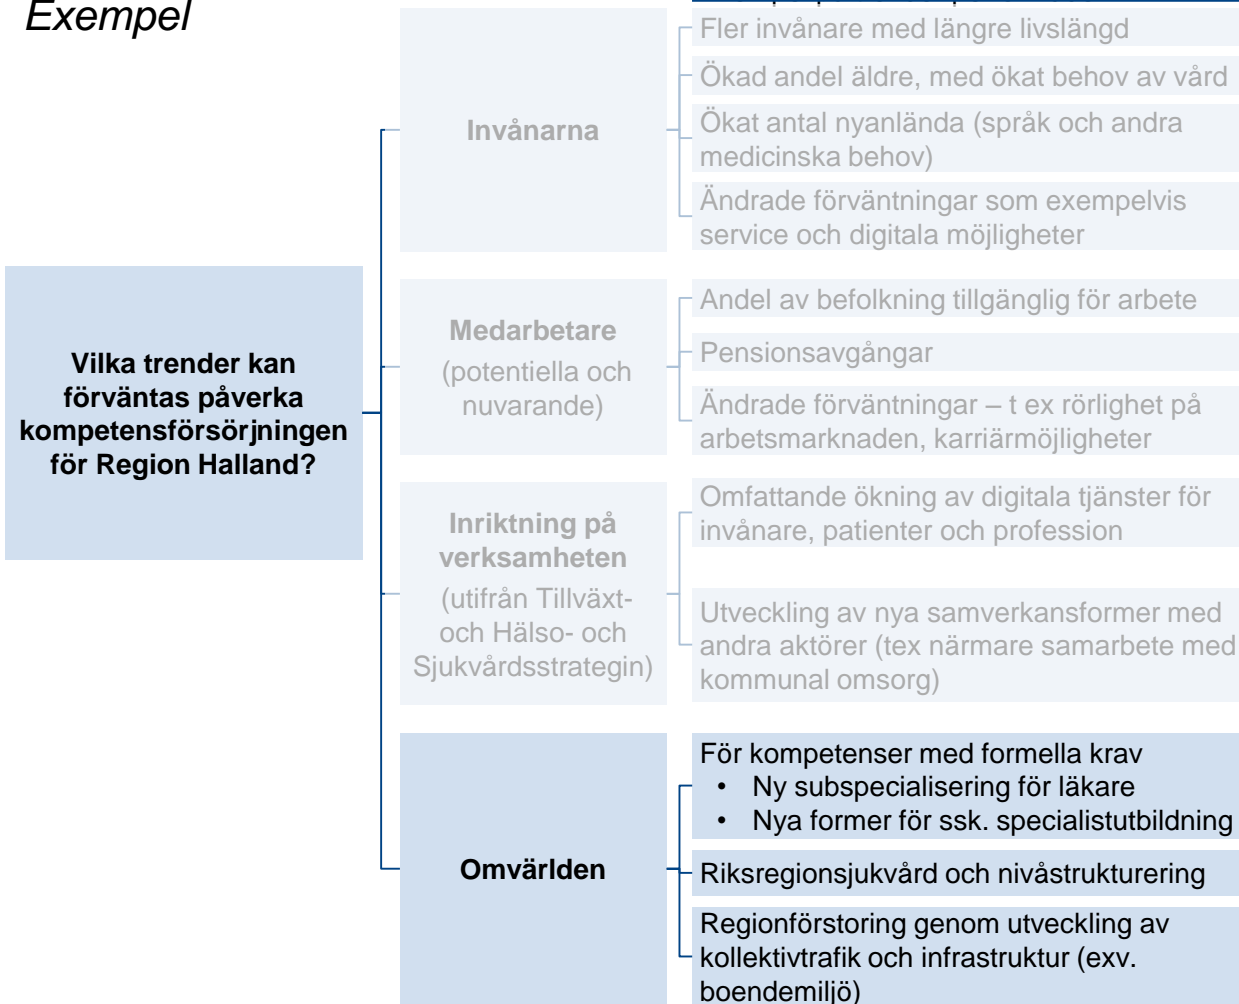 Exempel
Fler invånare med längre livslängd
Ökad andel äldre, med ökat behov av vård
Invånarna
Ökat antal nyanlända (språk och andra
medicinska behov)
Ändrade förväntningar som exempelvis
service och digitala möjligheter
Vilka trender kan
förväntas påverka
kompetensförsörjningen
för Region Halland?
Medarbetare
(potentiella och
nuvarande)
Andel av befolkning tillgänglig för arbete
Pensionsavgångar
Ändrade förväntningar – t ex rörlighet på
arbetsmarknaden, karriärmöjligheter
Inriktning på
verksamheten
(utifrån Tillväxt-
och Hälso- och
Sjukvårdsstrategin)
Omfattande ökning av digitala tjänster för
invånare, patienter och profession
Utveckling av nya samverkansformer med
andra aktörer (tex närmare samarbete med
kommunal omsorg)
Omvärlden
För kompetenser med formella krav
• Ny subspecialisering för läkare
• Nya former för ssk. specialistutbildning
Riksregionsjukvård och nivåstrukturering
Regionförstoring genom utveckling av
kollektivtrafik och infrastruktur (exv.
boendemiljö)